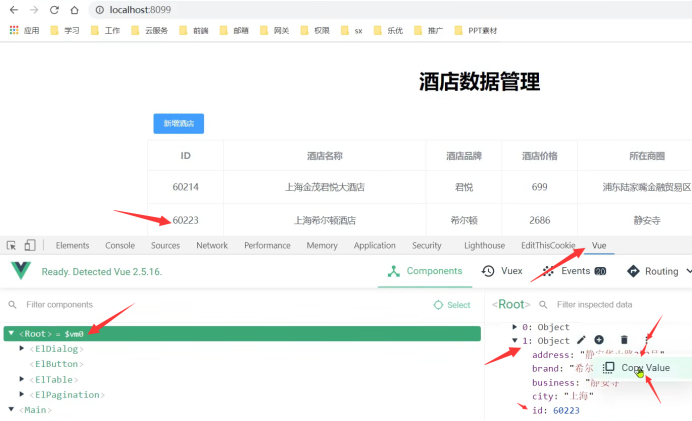 localhost:8099
应用 学习 工作 云服务 前端 邮箱 网关 权限 sx 乐优 推广 PPT素材
酒店数据管理
新增酒店
ID 酒店名称 酒店品牌 酒店价格 所在商圈
60214 上海金茂君悦大酒店 君悦 699 浦东陆家嘴金融贸易区
60223 上海希尔顿酒店 希尔顿 2686 静安寺
Elements Console Sources Network Performance Memory Application Security Lighthouse EditThisCookie Vue
Ready. Detected Vue 2.5.16. Components Vuex Events 20 Routing
Filter components Select <Root> Filter inspected data
<Root> = $vm0
<ElDialog>
<ElButton>
<ElTable>
<ElPagination>
<Main>
0: Object
1: Object
address: "静安华山路
brand: "希尔
Copy Value
business: "静安寺"
city: "上海"
id: 60223